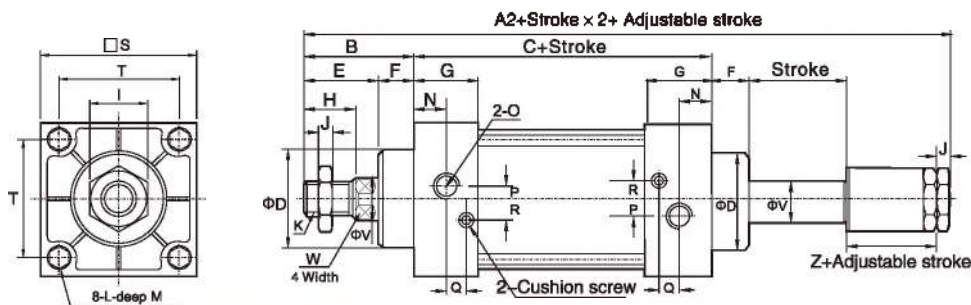 A2+Stroke × 2+ Adjustable stroke
□S
B
C+Stroke
T
E
F
G
G
F
Stroke
I
H
N
N
J
2-O
J
T
ΦD
P
R
R
P
ΦD
ΦV
K
ΦV
W
4 Width
Z+Adjustable stroke
8-L-deep M
Q
2-Cushion screw
Q